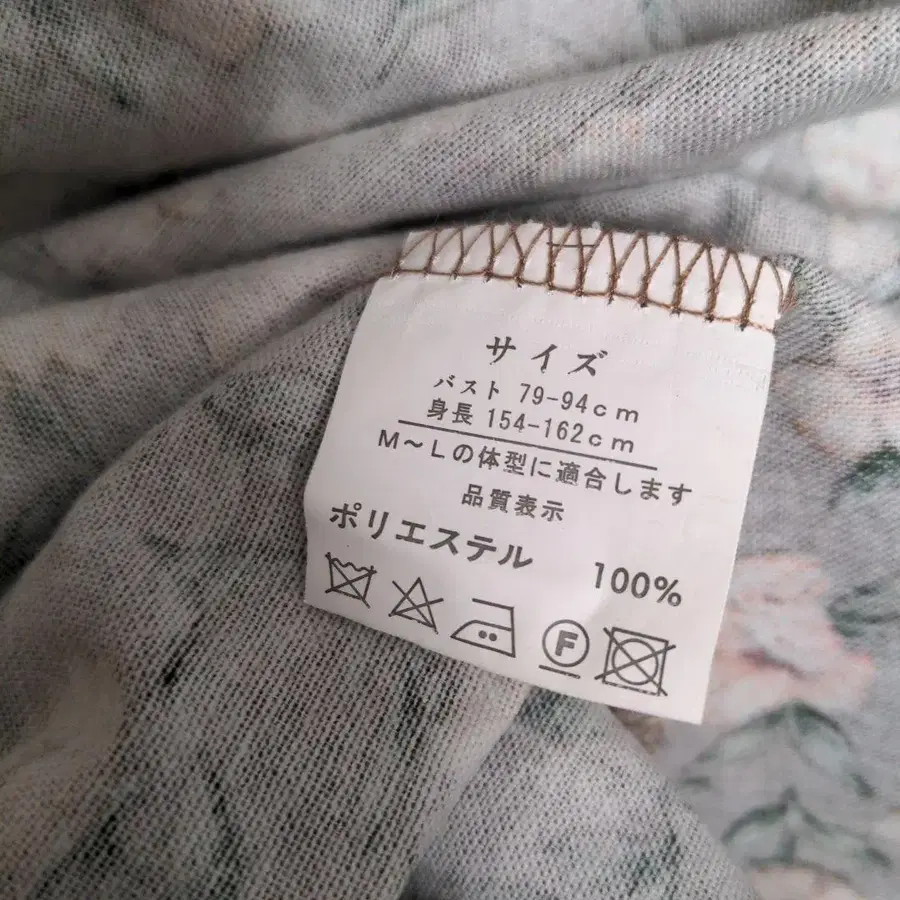 サイズ
バスト 79-94cm
身長 154-162cm
M～Lの体型に適合します
品質表示
ポリエステル 100%
F